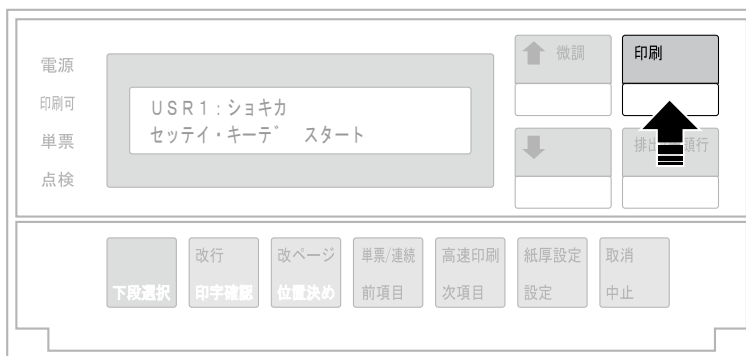 電源
印刷可
単票
点検
USR1:ショキカ
セッテイ・キーデ゛ スタート
微調
印刷
排出 頭行
下段選択
改行
印字確認
改ページ
位置決め
単票/連続
前項目
高速印刷
次項目
紙厚設定
設定
取消
中止